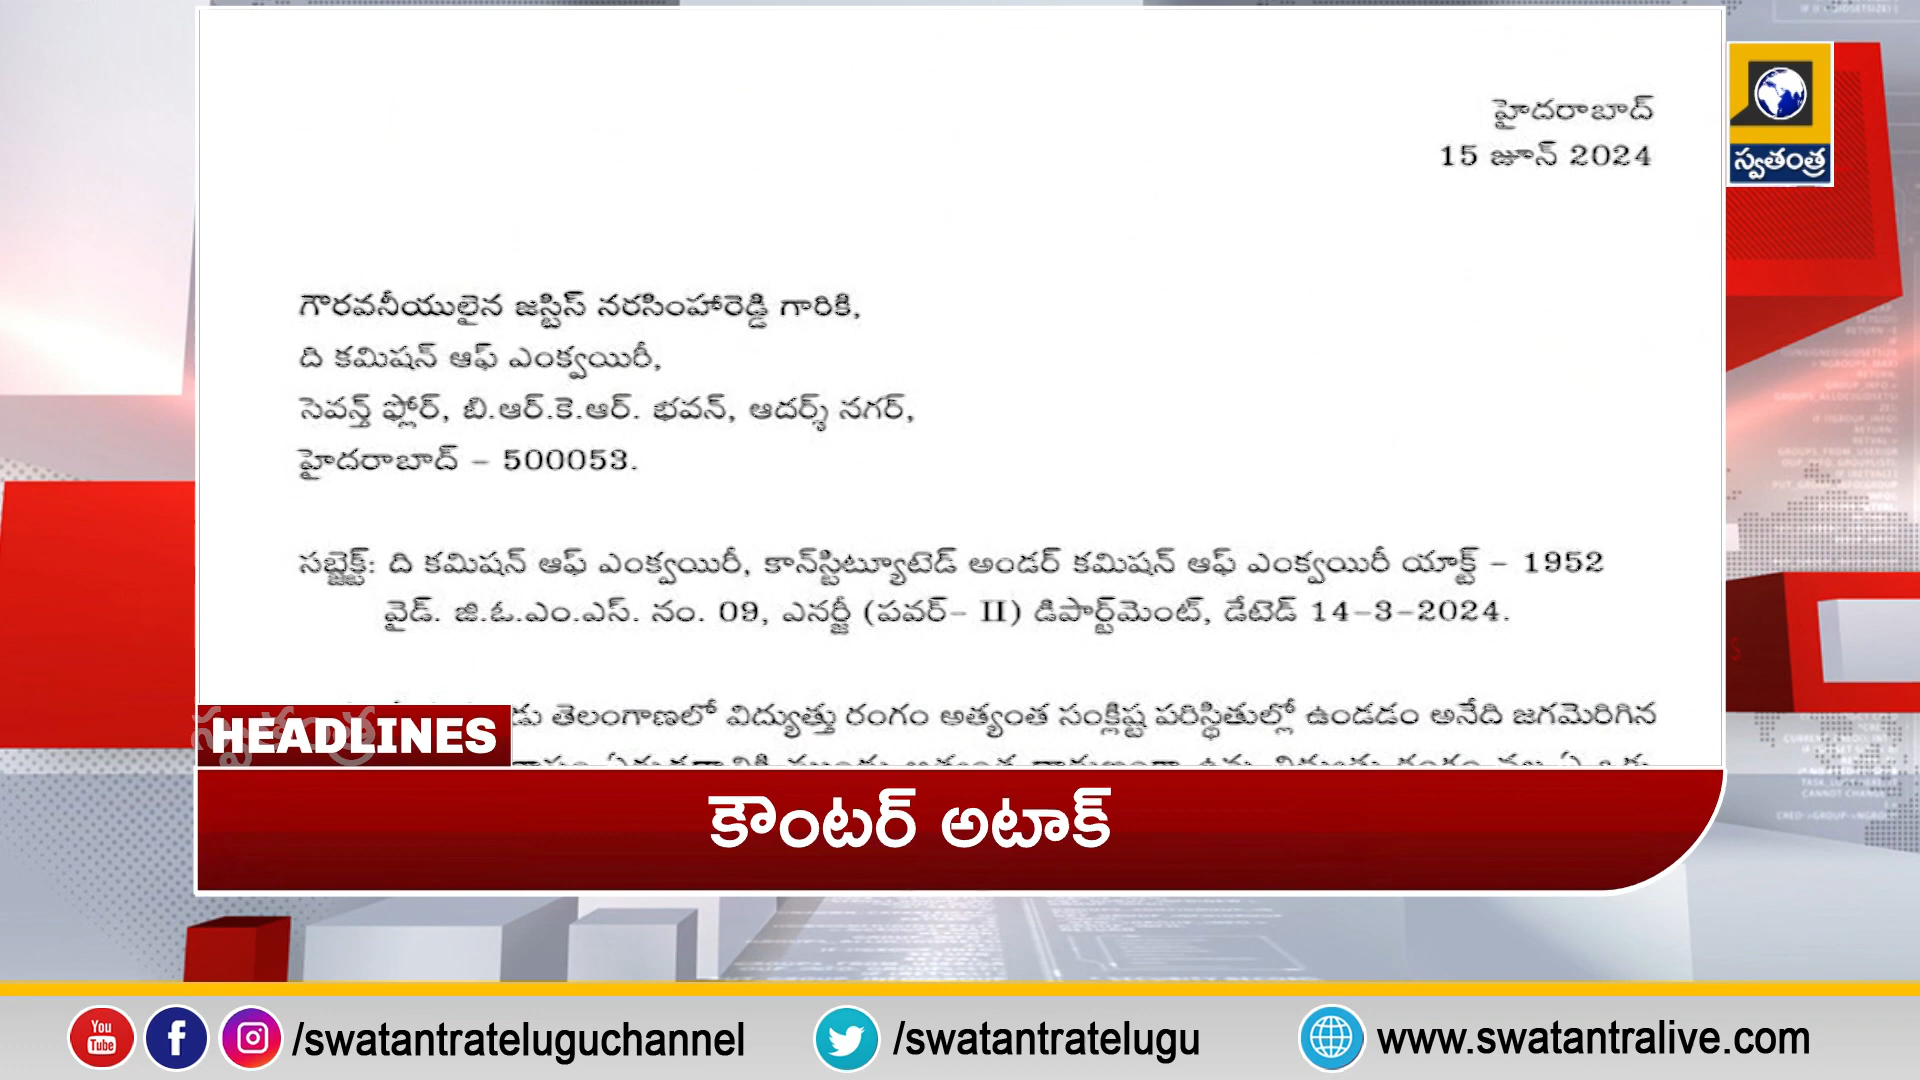 హైదరాబాద్
15 జూన్ 2024
స్వతంత్ర
గౌరవనీయులైన జస్టిస్ నరసింహారెడ్డి గారికి,
ది కమిషన్ ఆఫ్ ఎంక్వయిరీ,
సెవన్త్ ఫ్లోర్, బి.ఆర్.కె.ఆర్. భవన్, ఆదర్శ్ నగర్,
హైదరాబాద్ - 500053.
సబ్జెక్ట్: ది కమిషన్ ఆఫ్ ఎంక్వయిరీ, కాన్‌స్టిట్యూటెడ్ అండర్ కమిషన్ ఆఫ్ ఎంక్వయిరీ యాక్ట్ - 1952
వైడ్. జి.ఓ.ఎం.ఎస్. నం. 09, ఎనర్జీ (పవర్- II) డిపార్ట్‌మెంట్, డేటెడ్ 14-3-2024.
తెలంగాణలో విద్యుత్తు రంగం అత్యంత సంక్లిష్ట పరిస్థితుల్లో ఉండడం అనేది జగమెరిగిన
HEADLINES
కౌంటర్ అటాక్
You Tube /swatantrateluguchannel /swatantratelugu www.swatantralive.com